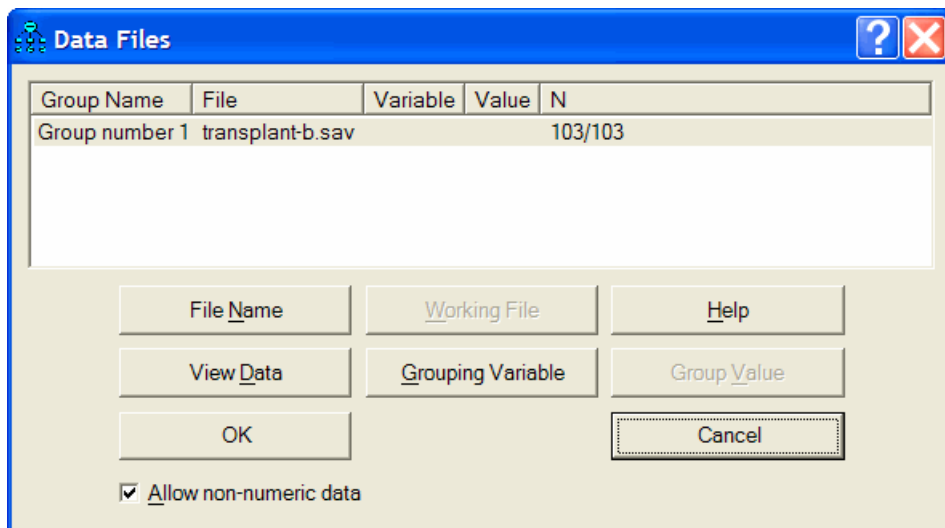 Data Files
Group Name File Variable Value N
Group number 1 transplant-b.sav 103/103
File Name Working File Help
View Data Grouping Variable Group Value
OK Cancel
Allow non-numeric data